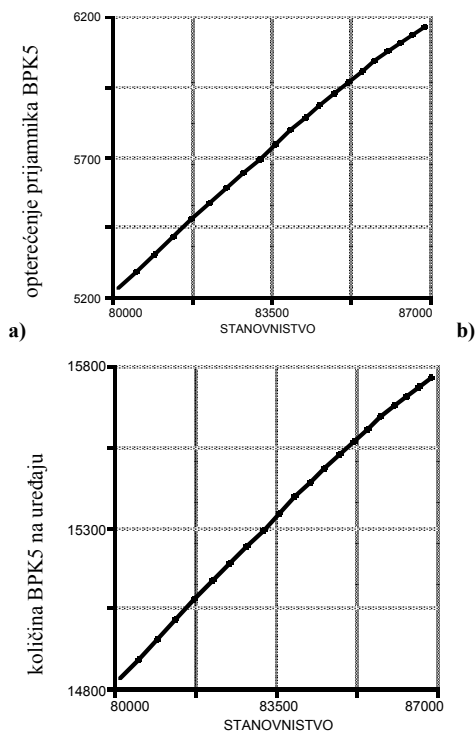 opterećenje prijamnika BPK5
6200
5700
5200
80000 83500 87000
STANOVNISTVO
a) b)
količina BPK5 na uređaju
15800
15300
14800
80000 83500 87000
STANOVNISTVO